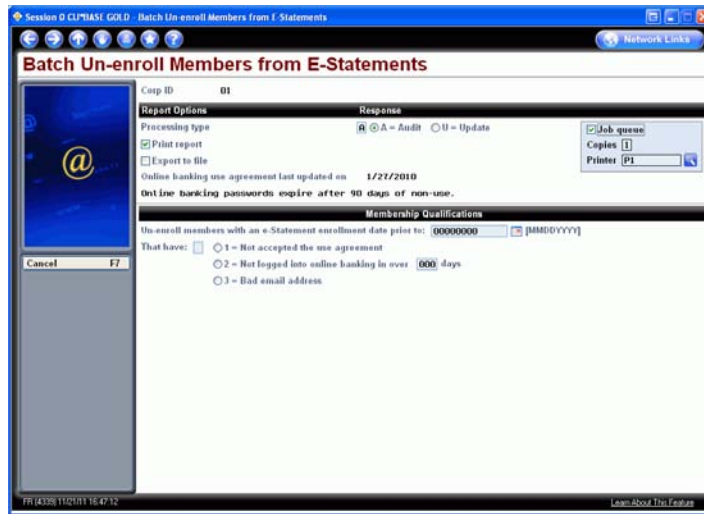 Session 0 CU*BASE GOLD - Batch Un-enroll Members from E-Statements
Network Links
Batch Un-enroll Members from E-Statements
Corp ID 01
Report Options Response
Processing type A A = Audit U = Update
Job queue
Print report
Copies 1
Export to file
Printer P1
Online banking use agreement last updated on 1/27/2010
Online banking passwords expire after 90 days of non-use.
Membership Qualifications
Un-enroll members with an e-Statement enrollment date prior to: 00000000 [MMDDYYYY]
That have: 1 = Not accepted the use agreement
Cancel F7
2 = Not logged into online banking in over 000 days
3 = Bad email address
FR (4339) 11/21/11 16:47:12
Learn About This Feature